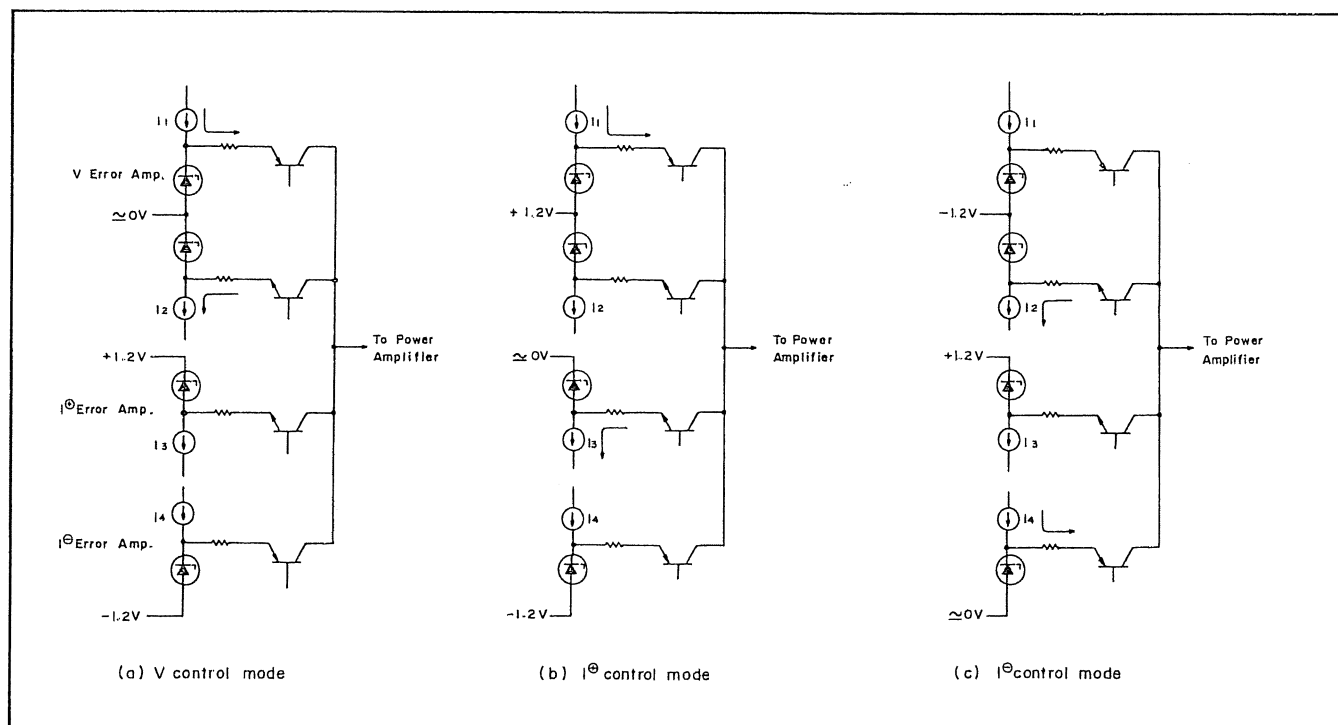 I1
V Error Amp.
≃0V
I2
+1.2V
To Power
Amplifier
I⊕ Error Amp.
I3
I4
I⊖ Error Amp.
-1.2V
(a) V control mode
I1
+1.2V
I2
≃0V
To Power
Amplifier
I3
I4
-1.2V
(b) I⊕ control mode
I1
-1.2V
I2
+1.2V
To Power
Amplifier
I3
I4
≃0V
(c) I⊖ control mode